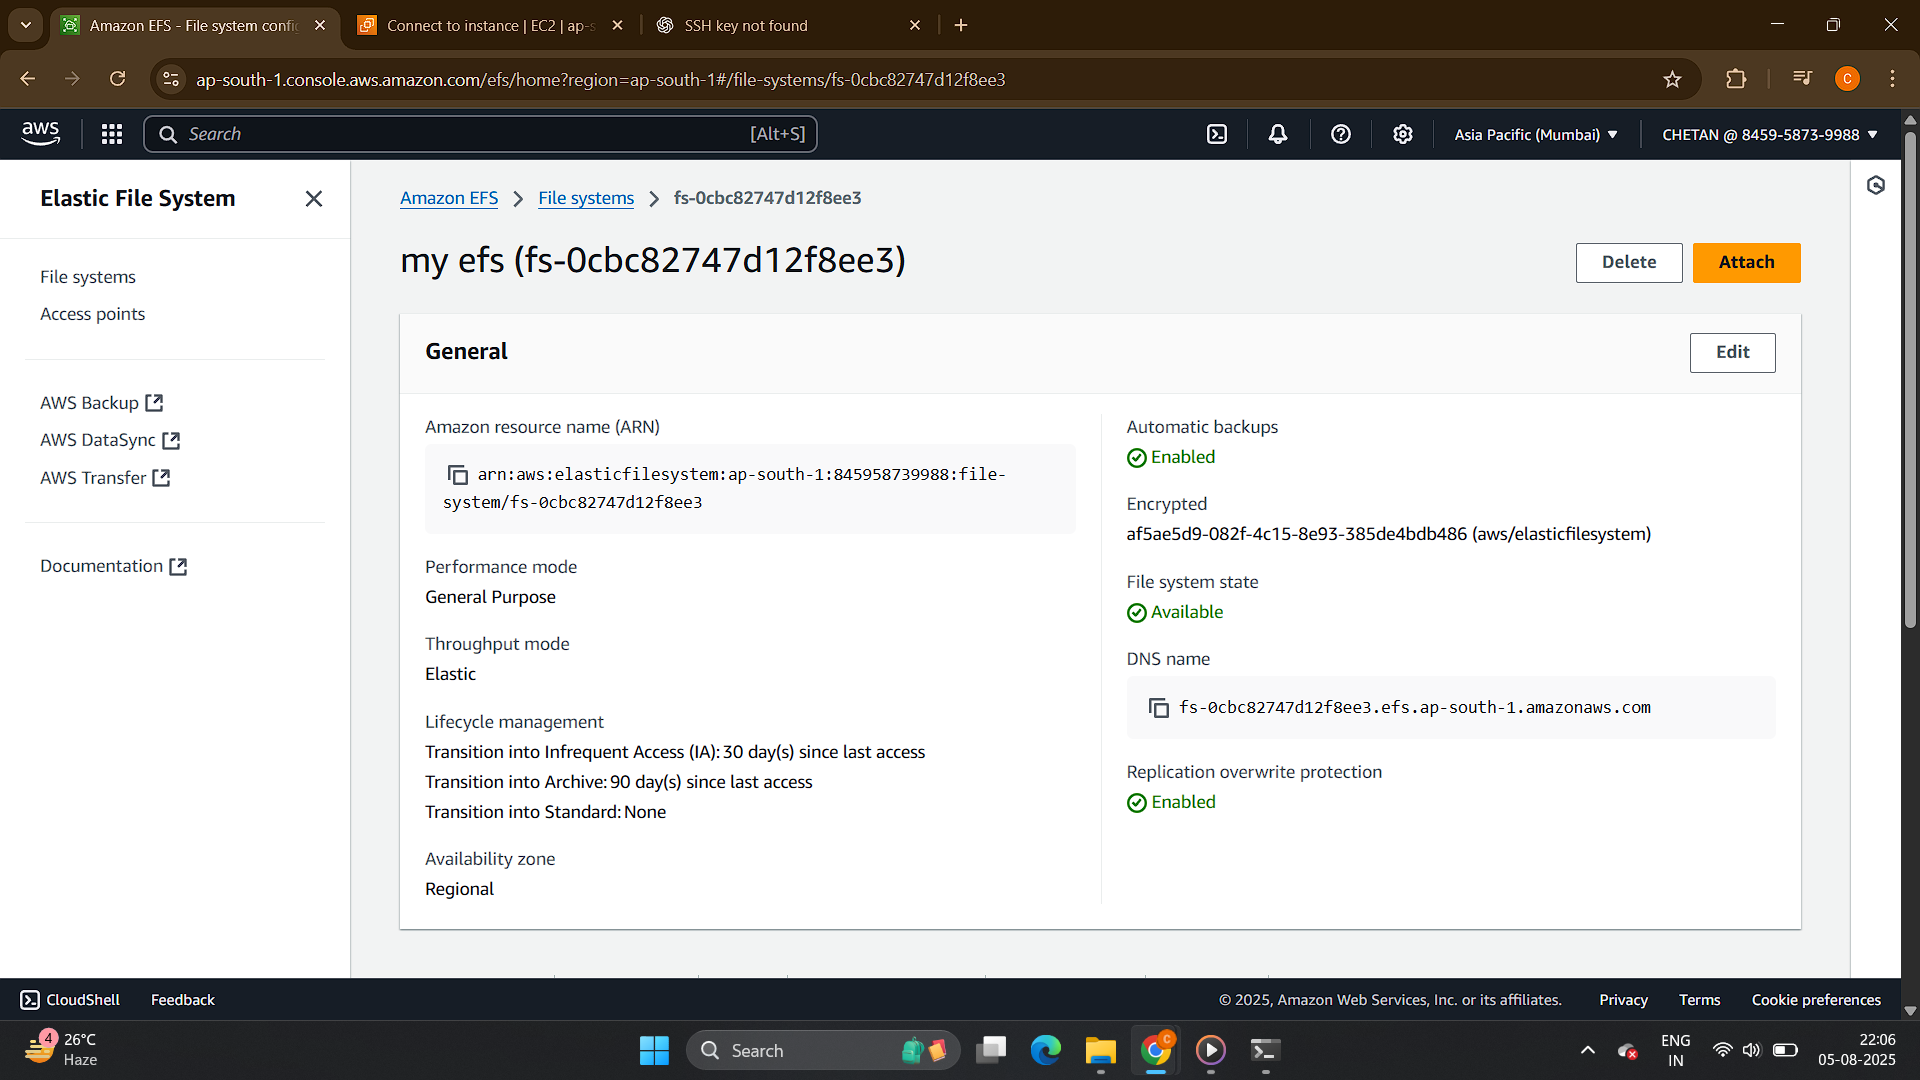 Amazon EFS - File system confi
Connect to instance | EC2 | ap-s
SSH key not found
ap-south-1.console.aws.amazon.com/efs/home?region=ap-south-1#/file-systems/fs-0cbc82747d12f8ee3
C
aws
Search
[Alt+S]
Asia Pacific (Mumbai)
CHETAN @ 8459-5873-9988
Elastic File System
File systems
Access points
AWS Backup
AWS DataSync
AWS Transfer
Documentation
Amazon EFS > File systems > fs-0cbc82747d12f8ee3
my efs (fs-0cbc82747d12f8ee3)
Delete
Attach
General
Edit
Amazon resource name (ARN)
arn:aws:elasticfilesystem:ap-south-1:845958739988:file-
system/fs-0cbc82747d12f8ee3
Performance mode
General Purpose
Throughput mode
Elastic
Lifecycle management
Transition into Infrequent Access (IA): 30 day(s) since last access
Transition into Archive: 90 day(s) since last access
Transition into Standard: None
Availability zone
Regional
Automatic backups
Enabled
Encrypted
af5ae5d9-082f-4c15-8e93-385de4bdb486 (aws/elasticfilesystem)
File system state
Available
DNS name
fs-0cbc82747d12f8ee3.efs.ap-south-1.amazonaws.com
Replication overwrite protection
Enabled
CloudShell
Feedback
© 2025, Amazon Web Services, Inc. or its affiliates.
Privacy
Terms
Cookie preferences
4
26°C
Haze
Search
C
ENG
IN
22:06
05-08-2025